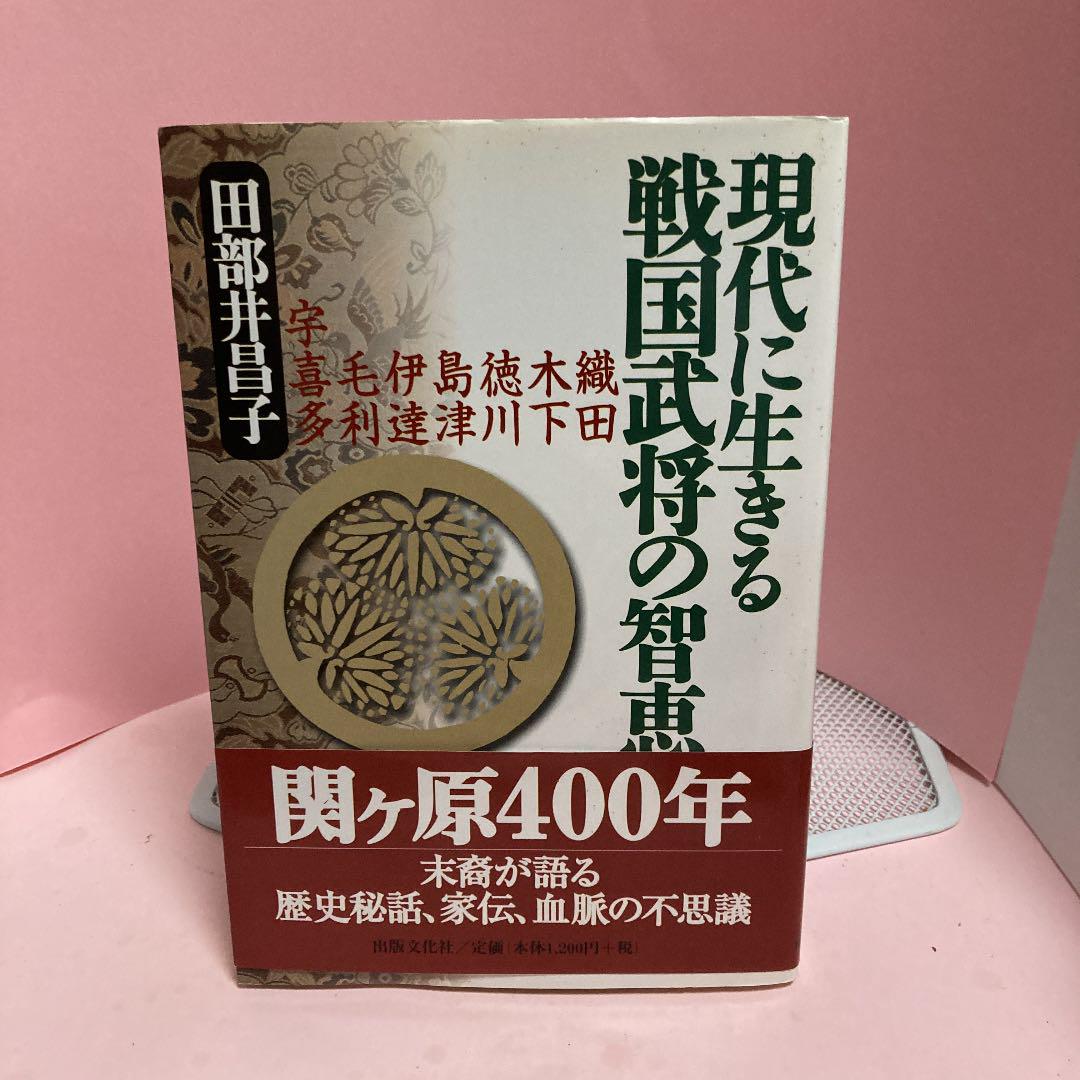 現代に生きる
戦国武将の智恵
織田
木下
徳川
島津
伊達
毛利
宇喜多
田部井昌子
関ヶ原400年
末裔が語る
歴史秘話、家伝、血脈の不思議
出版文化社／定価（本体1,200円＋税）